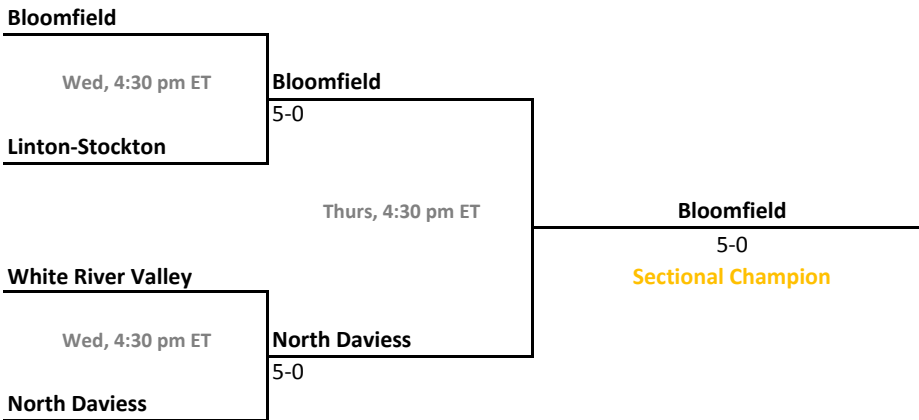 Bloomfield
Wed, 4:30 pm ET
Bloomfield
5-0
Linton-Stockton
Thurs, 4:30 pm ET
Bloomfield
5-0
Sectional Champion
White River Valley
Wed, 4:30 pm ET
North Daviess
5-0
North Daviess